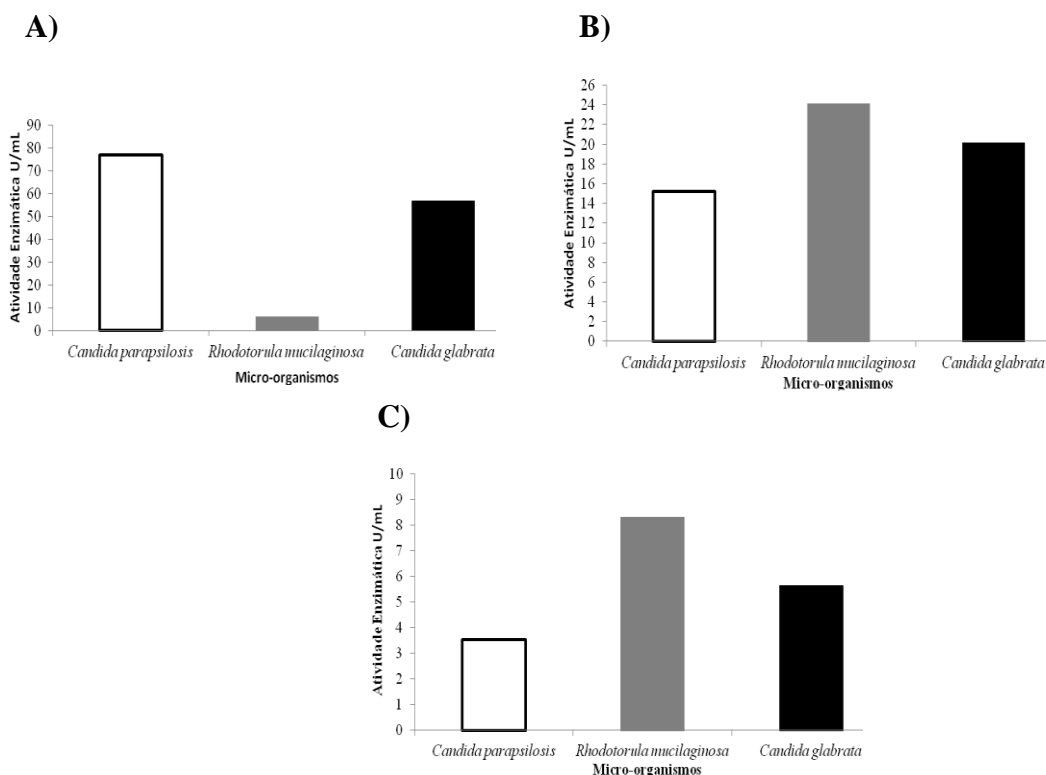 A)
Atividade Enzimática U/mL
90
80
70
60
50
40
30
20
10
0
Candida parapsilosis Rhodotorula mucilaginosa Candida glabrata
Micro-organismos
B)
Atividade Enzimática U/mL
26
24
22
20
18
16
14
12
10
8
6
4
2
0
Candida parapsilosis Rhodotorula mucilaginosa Candida glabrata
Micro-organismos
C)
Atividade Enzimática U/mL
10
9
8
7
6
5
4
3
2
1
0
Candida parapsilosis Rhodotorula mucilaginosa Candida glabrata
Micro-organismos